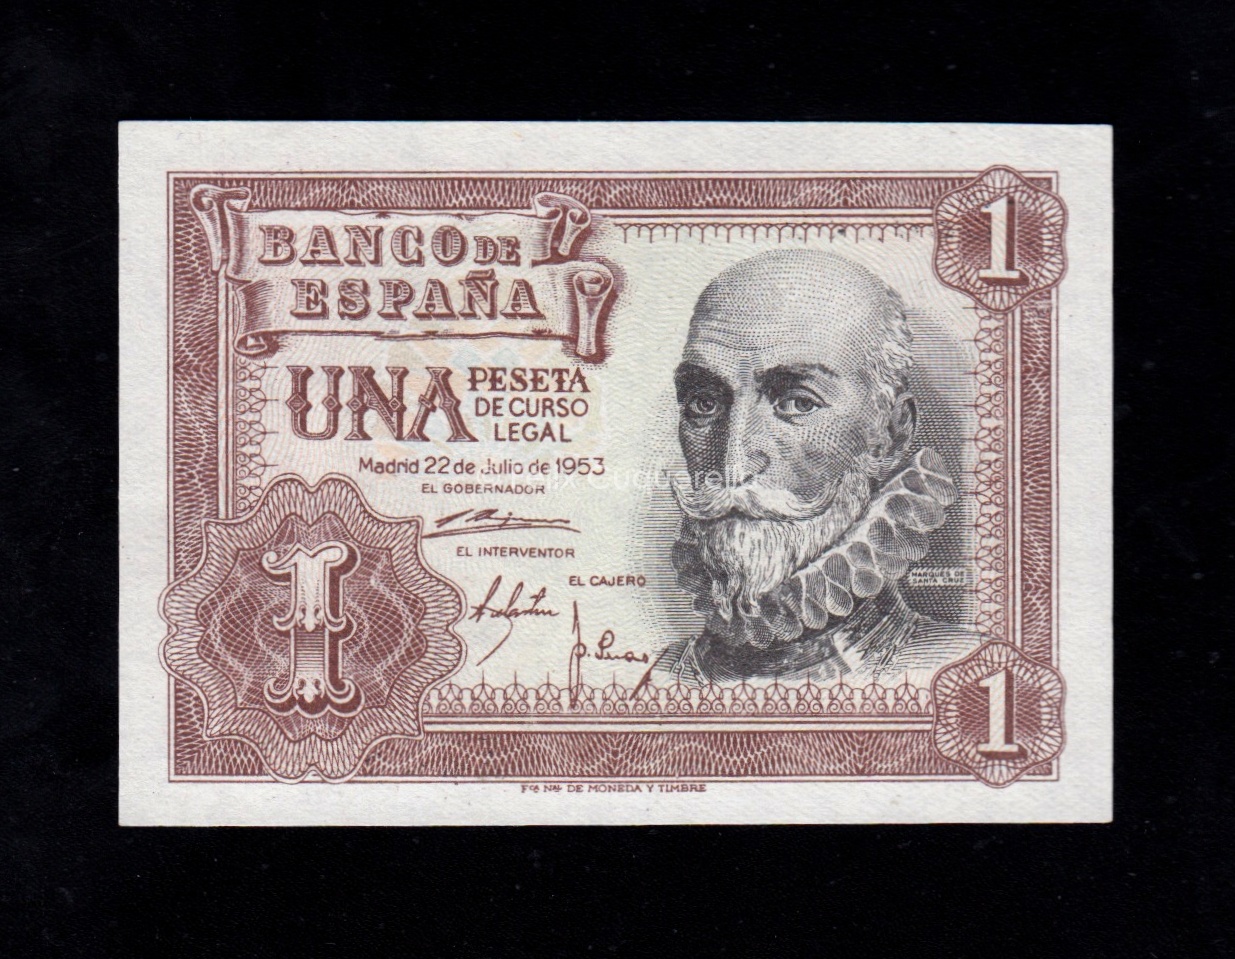 BANCO DE
ESPAÑA
1
UNA PESETA
DE CURSO
LEGAL
Madrid 22 de Julio de 1953
EL GOBERNADOR
EL INTERVENTOR
EL CAJERO
MARQUES DE
SANTA CRUZ
1
1
Fca Nal DE MONEDA Y TIMBRE